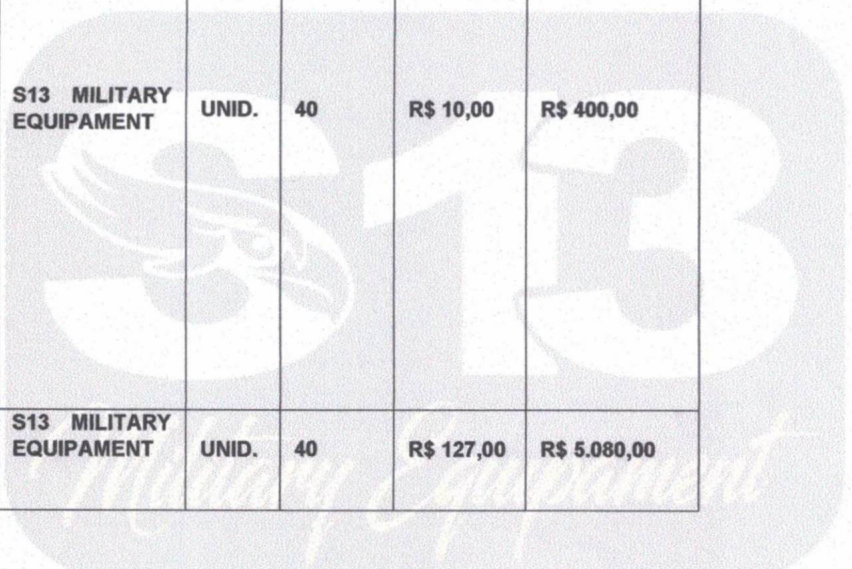 S13 MILITARY
EQUIPAMENT UNID. 40 R$ 10,00 R$ 400,00
S13 MILITARY
EQUIPAMENT UNID. 40 R$ 127,00 R$ 5.080,00
S13
Military Equipament